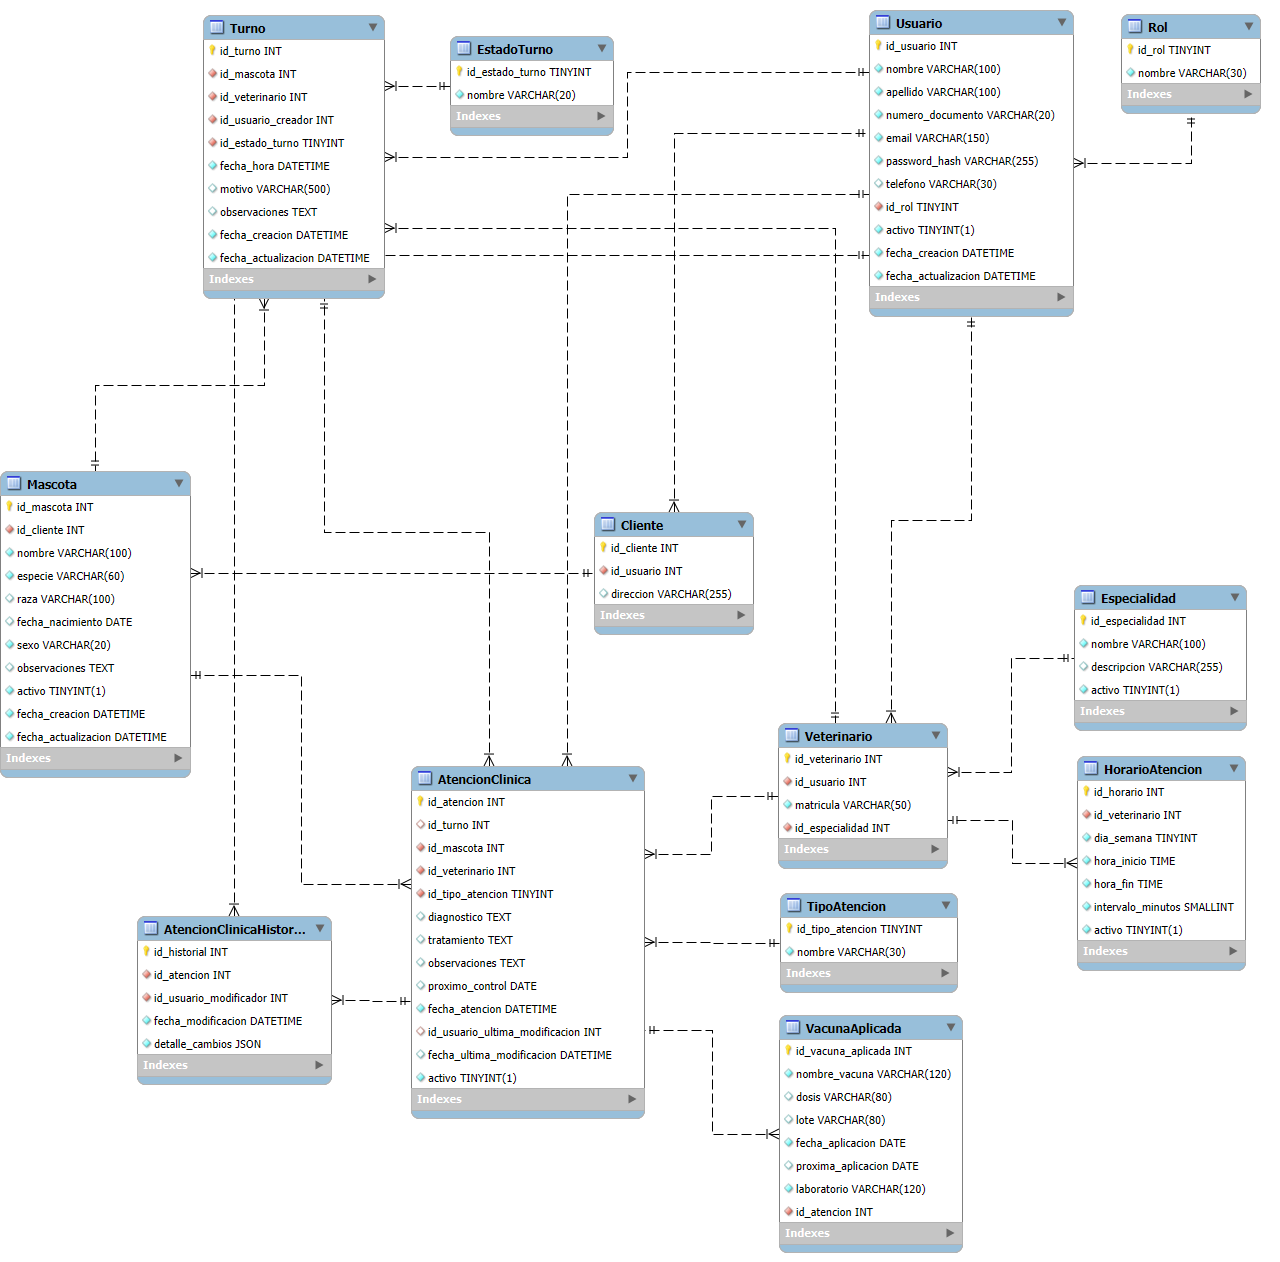 Turno
id_turno INT
id_mascota INT
id_veterinario INT
id_usuario_creador INT
id_estado_turno TINYINT
fecha_hora DATETIME
motivo VARCHAR(500)
observaciones TEXT
fecha_creacion DATETIME
fecha_actualizacion DATETIME
Indexes
EstadoTurno
id_estado_turno TINYINT
nombre VARCHAR(20)
Indexes
Usuario
id_usuario INT
nombre VARCHAR(100)
apellido VARCHAR(100)
numero_documento VARCHAR(20)
email VARCHAR(150)
password_hash VARCHAR(255)
telefono VARCHAR(30)
id_rol TINYINT
activo TINYINT(1)
fecha_creacion DATETIME
fecha_actualizacion DATETIME
Indexes
Rol
id_rol TINYINT
nombre VARCHAR(30)
Indexes
Mascota
id_mascota INT
id_cliente INT
nombre VARCHAR(100)
especie VARCHAR(60)
raza VARCHAR(100)
fecha_nacimiento DATE
sexo VARCHAR(20)
observaciones TEXT
activo TINYINT(1)
fecha_creacion DATETIME
fecha_actualizacion DATETIME
Indexes
Cliente
id_cliente INT
id_usuario INT
direccion VARCHAR(255)
Indexes
Especialidad
id_especialidad INT
nombre VARCHAR(100)
descripcion VARCHAR(255)
activo TINYINT(1)
Indexes
Veterinario
id_veterinario INT
id_usuario INT
matricula VARCHAR(50)
id_especialidad INT
Indexes
HorarioAtencion
id_horario INT
id_veterinario INT
dia_semana TINYINT
hora_inicio TIME
hora_fin TIME
intervalo_minutos SMALLINT
activo TINYINT(1)
Indexes
AtencionClinica
id_atencion INT
id_turno INT
id_mascota INT
id_veterinario INT
id_tipo_atencion TINYINT
diagnostico TEXT
tratamiento TEXT
observaciones TEXT
proximo_control DATE
fecha_atencion DATETIME
id_usuario_ultima_modificacion INT
fecha_ultima_modificacion DATETIME
activo TINYINT(1)
Indexes
TipoAtencion
id_tipo_atencion TINYINT
nombre VARCHAR(30)
Indexes
AtencionClinicaHistor...
id_historial INT
id_atencion INT
id_usuario_modificador INT
fecha_modificacion DATETIME
detalle_cambios JSON
Indexes
VacunaAplicada
id_vacuna_aplicada INT
nombre_vacuna VARCHAR(120)
dosis VARCHAR(80)
lote VARCHAR(80)
fecha_aplicacion DATE
proxima_aplicacion DATE
laboratorio VARCHAR(120)
id_atencion INT
Indexes